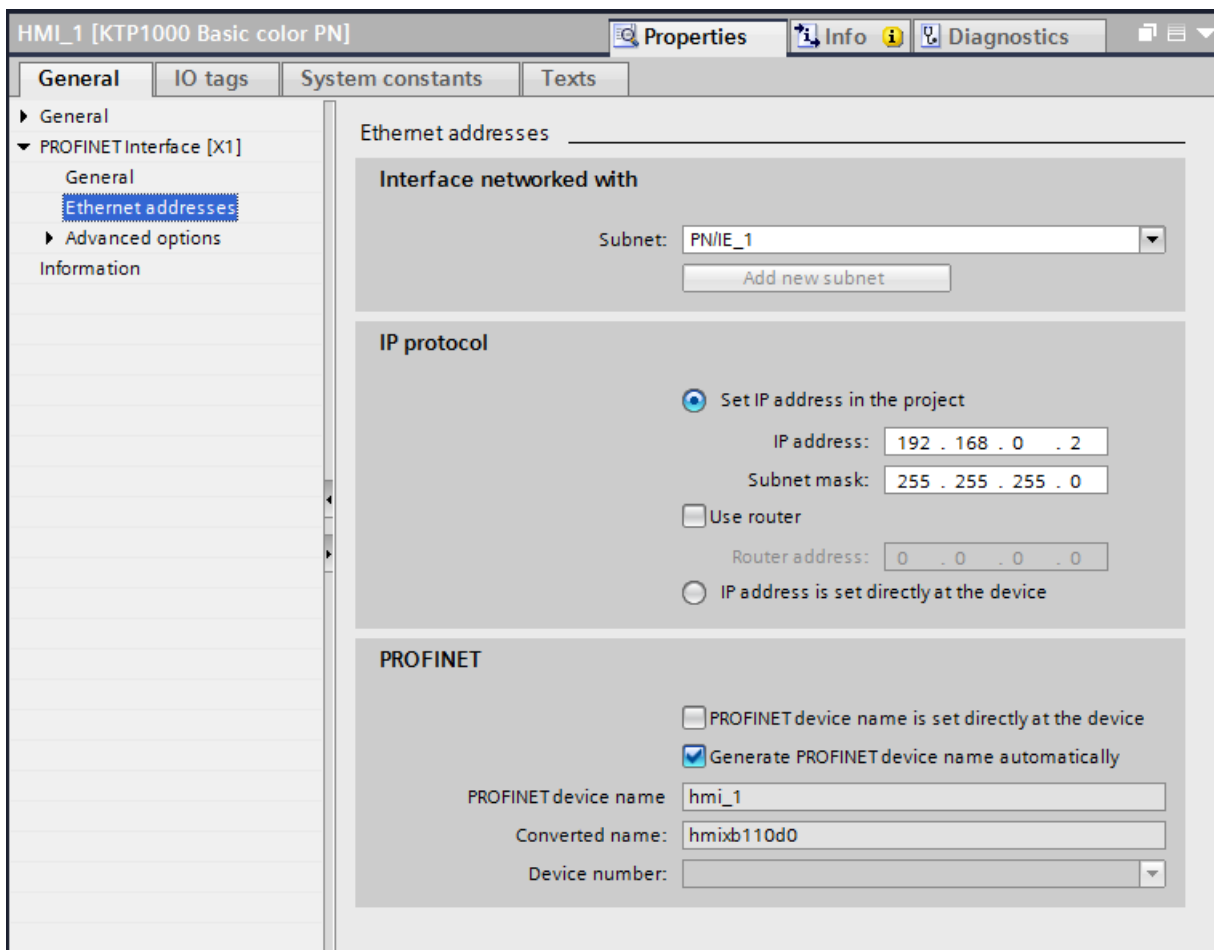 HMI_1 [KTP1000 Basic color PN]
Properties
Info
Diagnostics
General
IO tags
System constants
Texts
General
PROFINET Interface [X1]
General
Ethernet addresses
Advanced options
Information
Ethernet addresses
Interface networked with
Subnet: PN/IE_1
Add new subnet
IP protocol
Set IP address in the project
IP address: 192 . 168 . 0 . 2
Subnet mask: 255 . 255 . 255 . 0
Use router
Router address: 0 . 0 . 0 . 0
IP address is set directly at the device
PROFINET
PROFINET device name is set directly at the device
Generate PROFINET device name automatically
PROFINET device name hmi_1
Converted name: hmixb110d0
Device number: